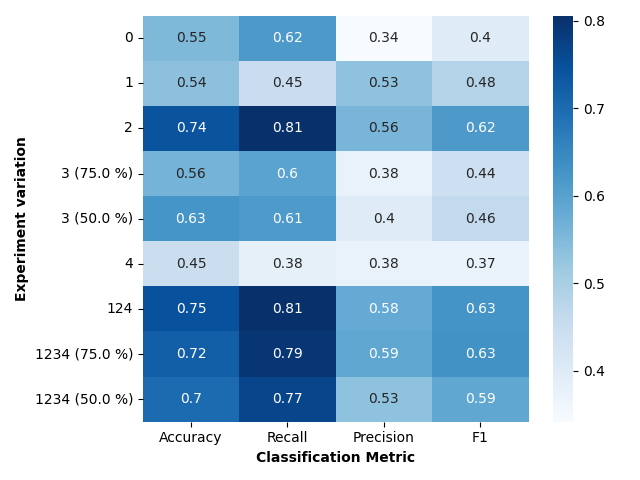 0 0.55 0.62 0.34 0.4
1 0.54 0.45 0.53 0.48
2 0.74 0.81 0.56 0.62
3 (75.0 %) 0.56 0.6 0.38 0.44
3 (50.0 %) 0.63 0.61 0.4 0.46
4 0.45 0.38 0.38 0.37
124 0.75 0.81 0.58 0.63
1234 (75.0 %) 0.72 0.79 0.59 0.63
1234 (50.0 %) 0.7 0.77 0.53 0.59
Accuracy Recall Precision F1
Classification Metric
Experiment variation
0.8
0.7
0.6
0.5
0.4